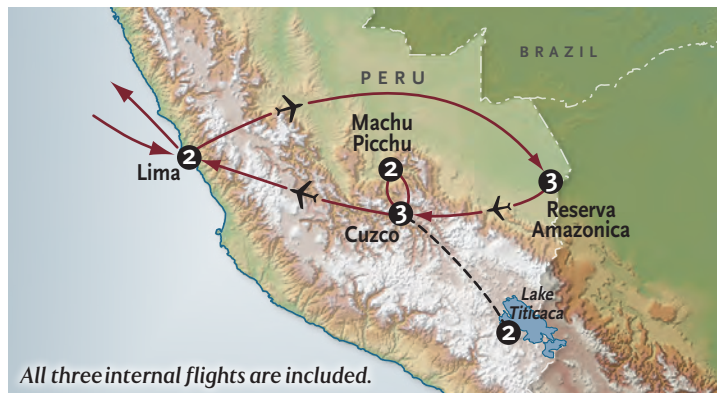 BRAZIL
PERU
Machu
Picchu
2
2
Lima
3
Reserva
Amazonica
3
Cuzco
Lake
Titicaca
2
All three internal flights are included.